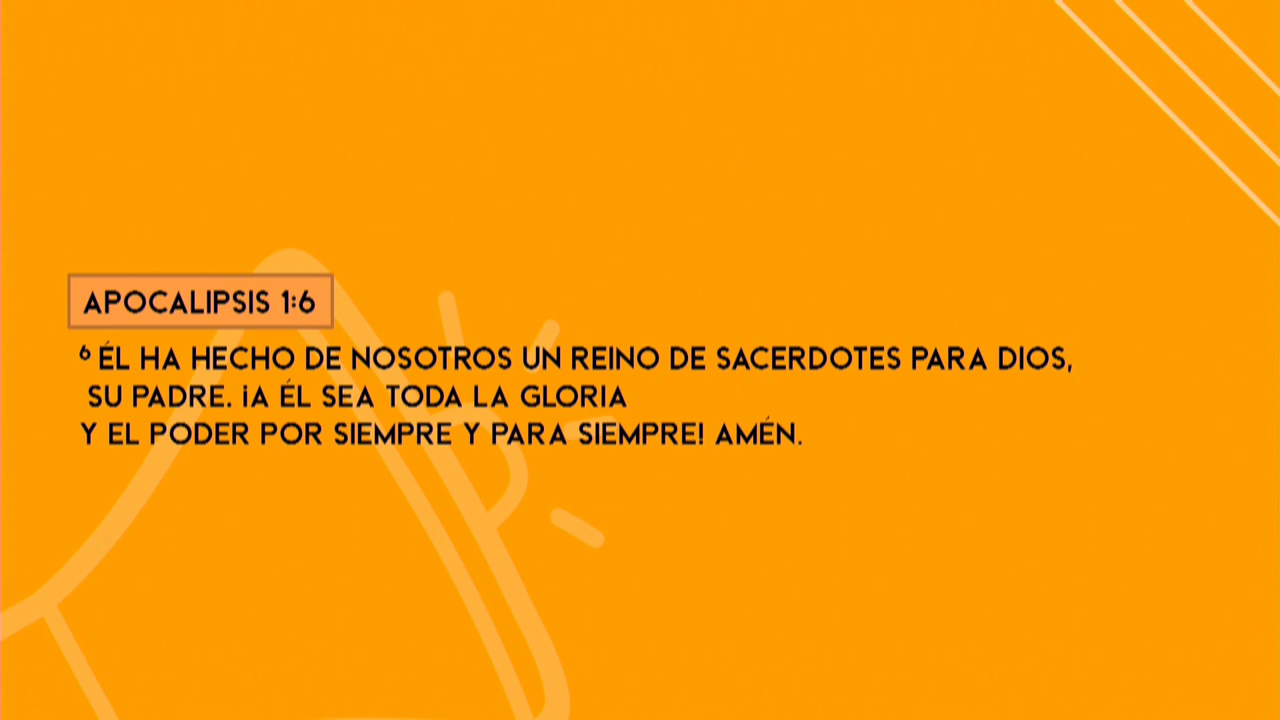 APOCALIPSIS 1:6
⁶ ÉL HA HECHO DE NOSOTROS UN REINO DE SACERDOTES PARA DIOS,
SU PADRE. ¡A ÉL SEA TODA LA GLORIA
Y EL PODER POR SIEMPRE Y PARA SIEMPRE! AMÉN.